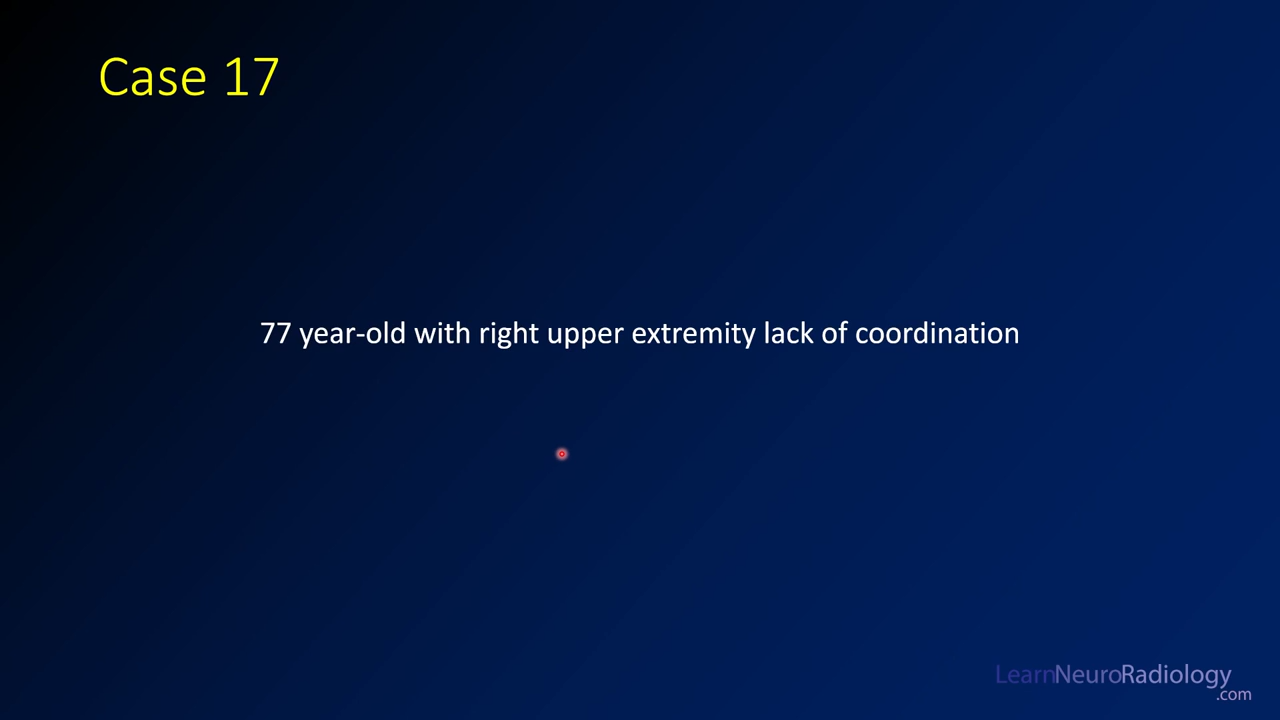 Case 17
77 year-old with right upper extremity lack of coordination
LearnNeuroRadiology
.com